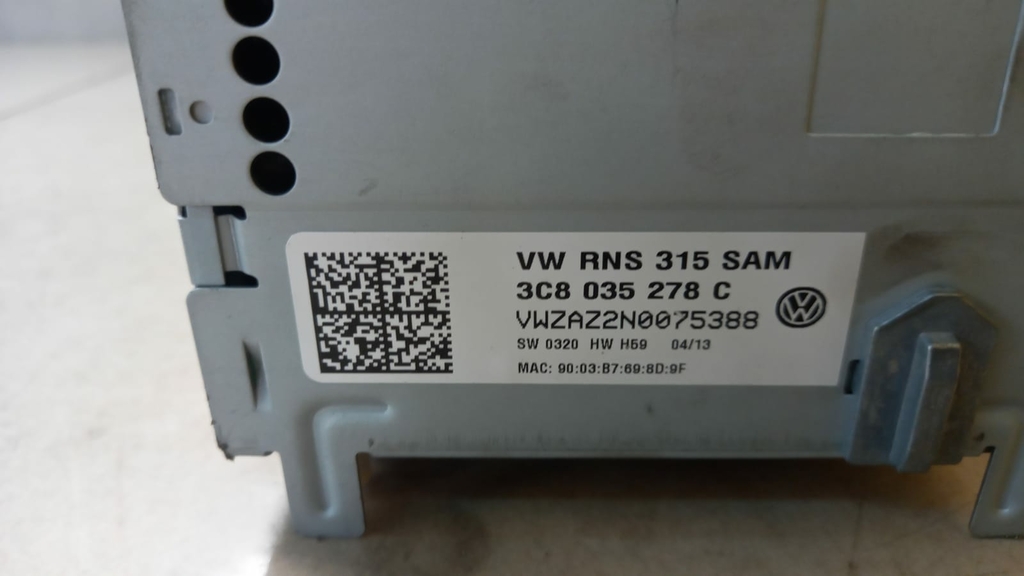 VW RNS 315 SAM
3C8 035 278 C
VWZAZ2N0075388
SW 0320 HW H59 04/13
MAC: 90:03:B7:69:8D:9F